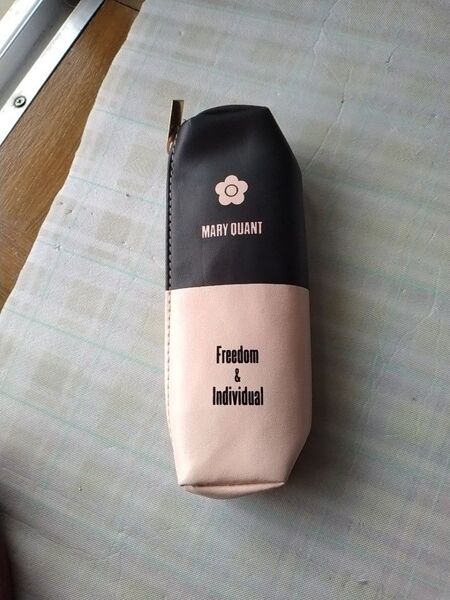 MARY QUANT
Freedom
&
Individual